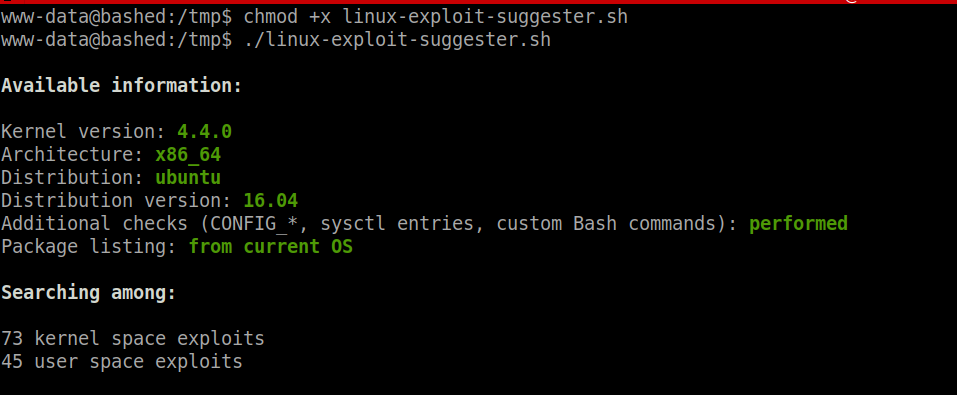 www-data@bashed:/tmp$ chmod +x linux-exploit-suggester.sh
www-data@bashed:/tmp$ ./linux-exploit-suggester.sh
Available information:
Kernel version: 4.4.0
Architecture: x86_64
Distribution: ubuntu
Distribution version: 16.04
Additional checks (CONFIG_*, sysctl entries, custom Bash commands): performed
Package listing: from current OS
Searching among:
73 kernel space exploits
45 user space exploits